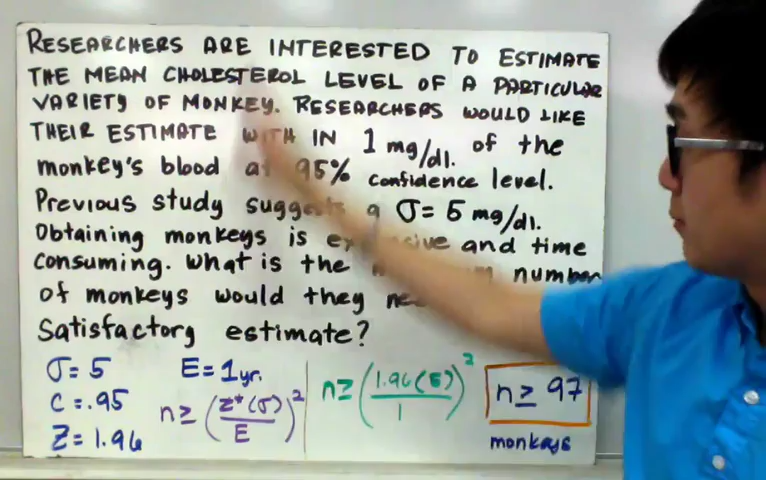 RESEARCHERS ARE INTERESTED TO ESTIMATE
THE MEAN CHOLESTEROL LEVEL OF A PARTICULAR
VARIETY OF MONKEY. RESEARCHERS WOULD LIKE
THEIR ESTIMATE WITH IN 1 mg/dl. of the
monkey's blood at 95% confidence level.
Previous study suggests a σ= 5 mg/dl.
Obtaining monkeys is and time
consuming. What is the number
of monkeys would they
Satisfactory estimate?
σ= 5 E= 1yr.
C= .95 n≥ (z*(σ)/E)²
Z= 1.96
n≥ (1.96(5)/1)²
n≥ 97
monkeys